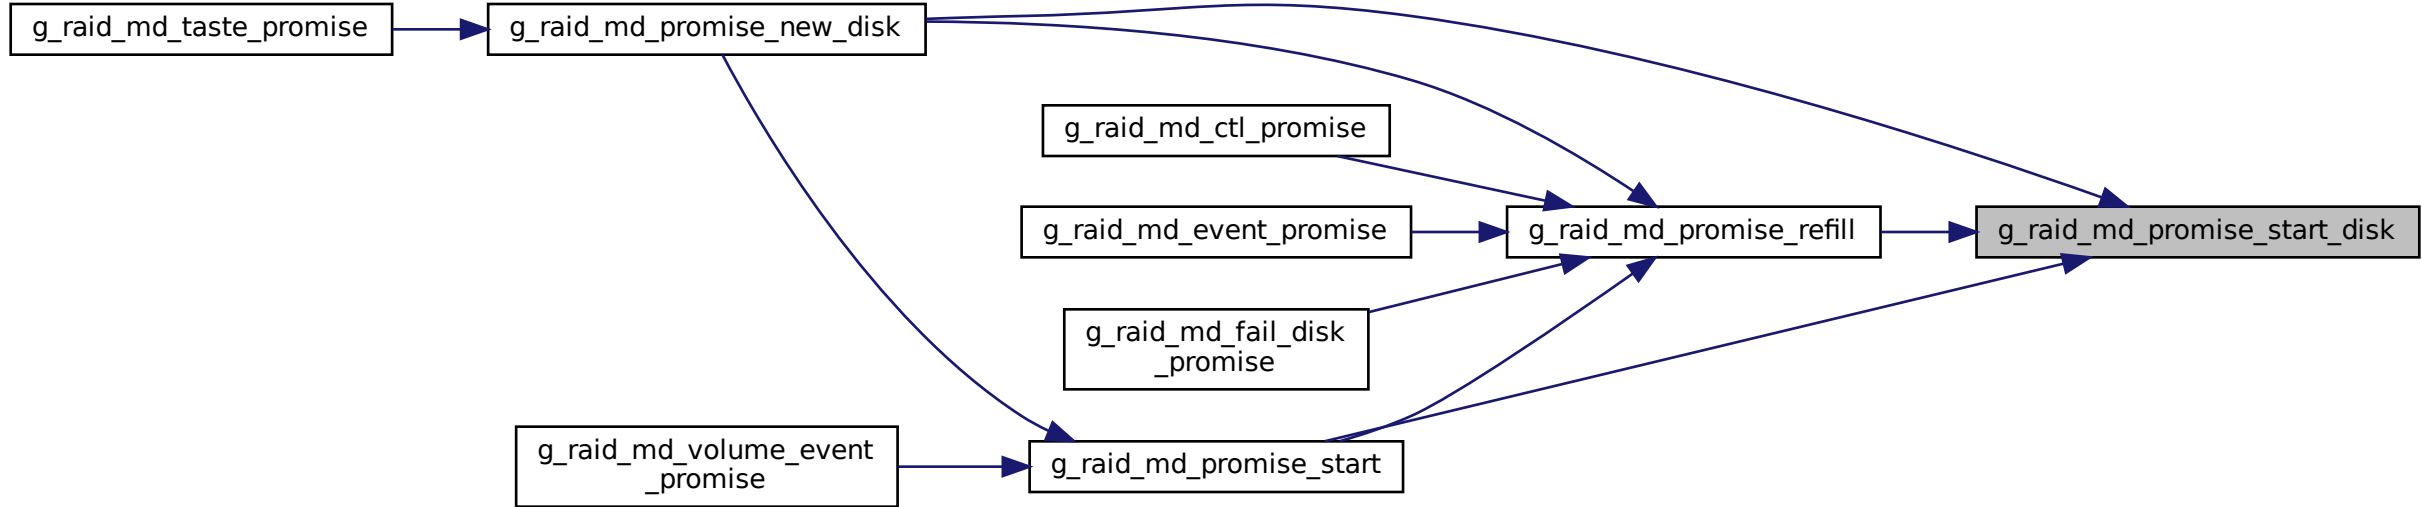 g_raid_md_taste_promise
g_raid_md_promise_new_disk
g_raid_md_ctl_promise
g_raid_md_event_promise
g_raid_md_promise_refill
g_raid_md_promise_start_disk
g_raid_md_fail_disk
_promise
g_raid_md_volume_event
_promise
g_raid_md_promise_start